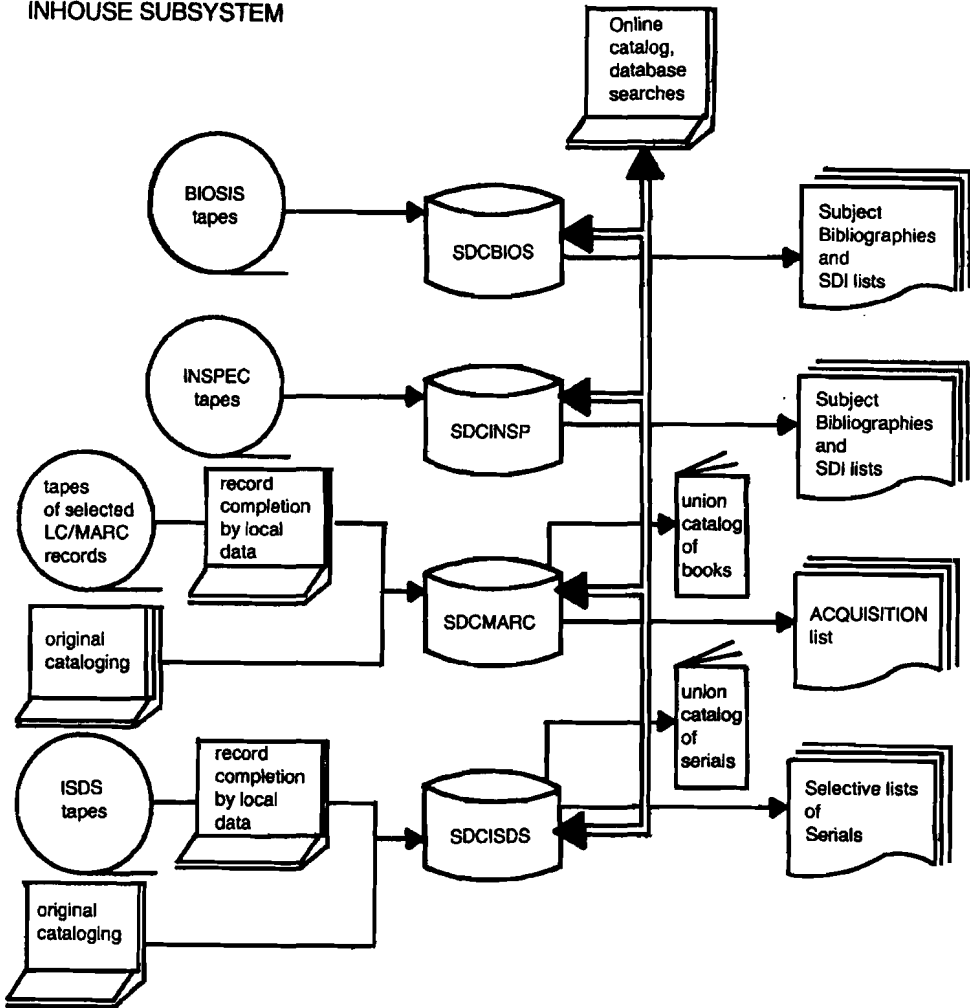 INHOUSE SUBSYSTEM
Online
catalog,
database
searches
BIOSIS
tapes
SDCBIOS
Subject
Bibliographies
and
SDI lists
INSPEC
tapes
SDCINSP
Subject
Bibliographies
and
SDI lists
tapes
of selected
LC/MARC
records
record
completion
by local
data
union
catalog
of
books
SDCMARC
ACQUISITION
list
original
cataloging
union
catalog
of
serials
ISDS
tapes
record
completion
by local
data
SDCISDS
Selective lists
of
Serials
original
cataloging